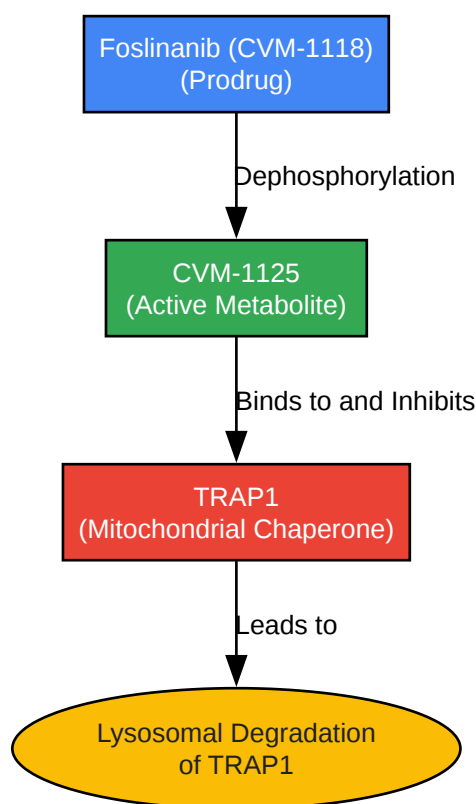 Foslinanib (CVM-1118)
(Prodrug)
Dephosphorylation
CVM-1125
(Active Metabolite)
Binds to and Inhibits
TRAP1
(Mitochondrial Chaperone)
Leads to
Lysosomal Degradation
of TRAP1